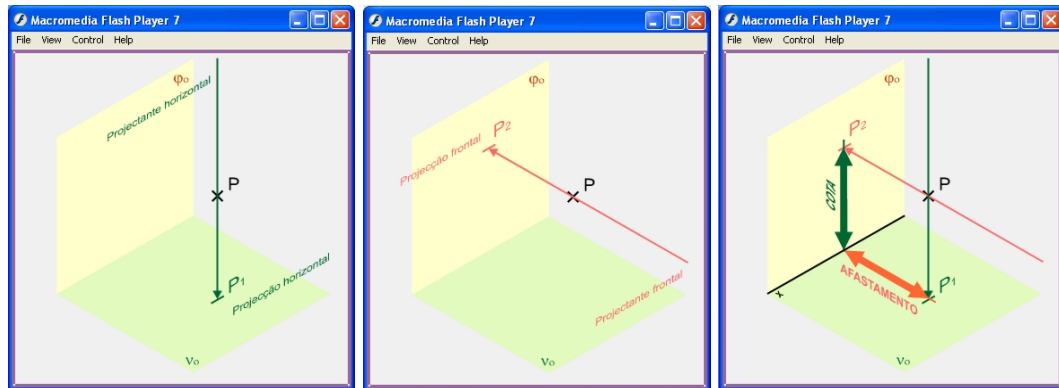 Macromedia Flash Player 7
File View Control Help
φo
Projectante horizontal
P
P1
Projecção horizontal
νo
Macromedia Flash Player 7
File View Control Help
φo
P2
Projecção frontal
P
Projectante frontal
νo
Macromedia Flash Player 7
File View Control Help
φo
P2
P
COTA
P1
AFASTAMENTO
x
νo